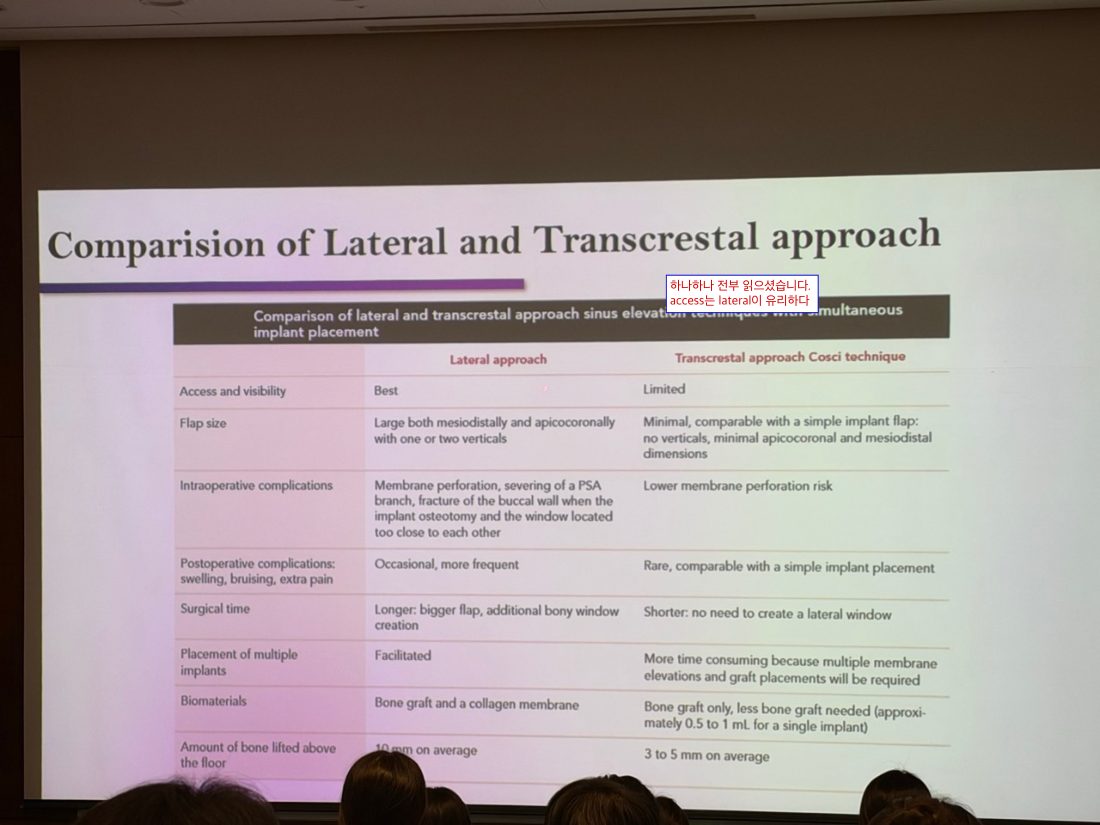 Comparision of Lateral and Transcrestal approach
하나하나 전부 읽으셨습니다.
access는 lateral이 유리하다
Comparison of lateral and transcrestal approach sinus elevation techniques with simultaneous
implant placement
Lateral approach
Transcrestal approach Cosci technique
Access and visibility
Best
Limited
Flap size
Large both mesiodistally and apicocoronally
with one or two verticals
Minimal, comparable with a simple implant flap:
no verticals, minimal apicocoronal and mesiodistal
dimensions
Intraoperative complications
Membrane perforation, severing of a PSA
branch, fracture of the buccal wall when the
implant osteotomy and the window located
too close to each other
Lower membrane perforation risk
Postoperative complications:
swelling, bruising, extra pain
Occasional, more frequent
Rare, comparable with a simple implant placement
Surgical time
Longer: bigger flap, additional bony window
creation
Shorter: no need to create a lateral window
Placement of multiple
implants
Facilitated
More time consuming because multiple membrane
elevations and graft placements will be required
Biomaterials
Bone graft and a collagen membrane
Bone graft only, less bone graft needed (approxi-
mately 0.5 to 1 mL for a single implant)
Amount of bone lifted above
the floor
10 mm on average
3 to 5 mm on average